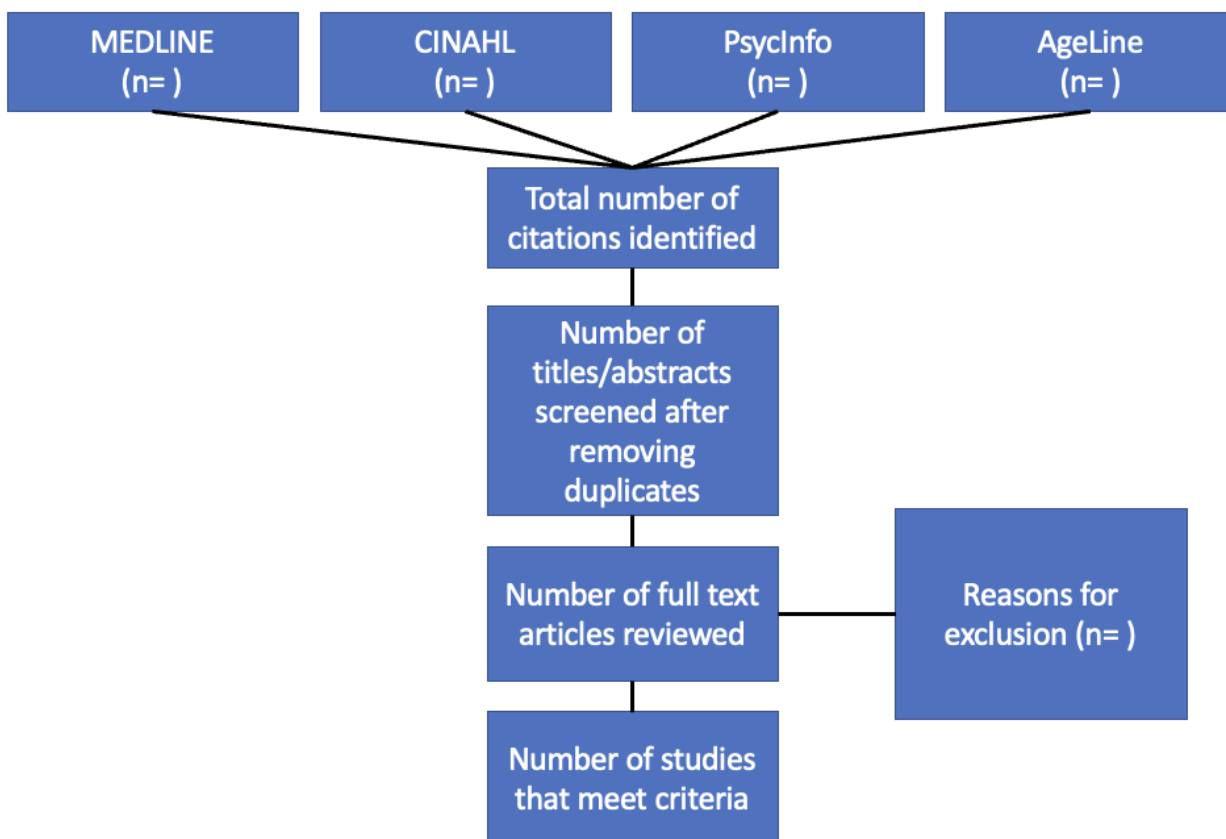 MEDLINE
(n= )
CINAHL
(n= )
PsycInfo
(n= )
AgeLine
(n= )
Total number of
citations identified
Number of
titles/abstracts
screened after
removing
duplicates
Number of full text
articles reviewed
Reasons for
exclusion (n= )
Number of studies
that meet criteria